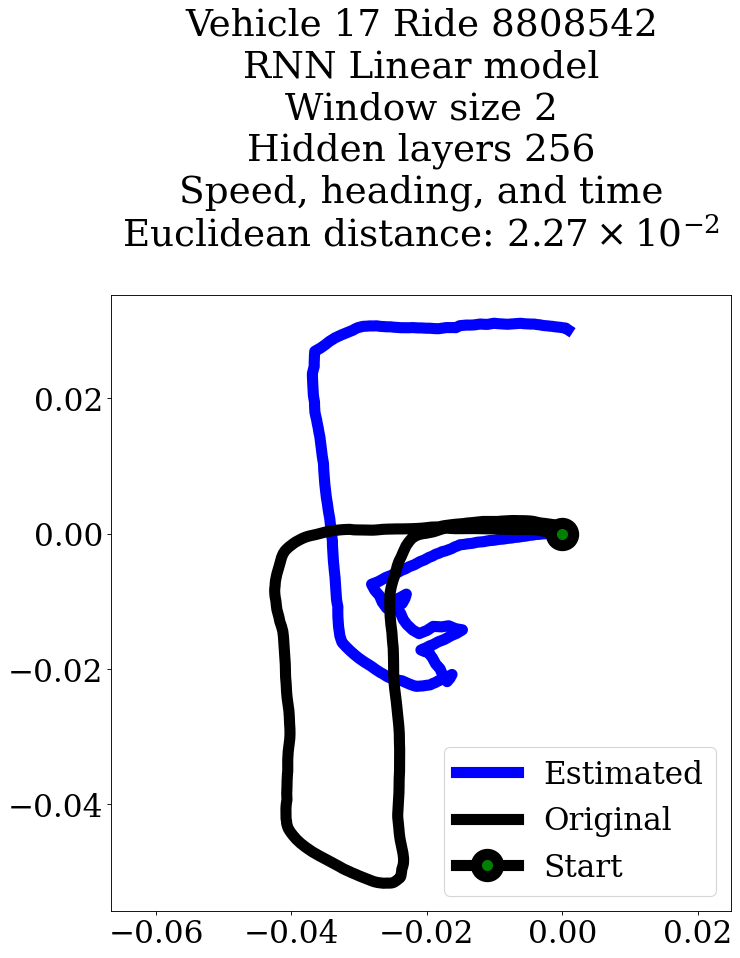 Vehicle 17 Ride 8808542
RNN Linear model
Window size 2
Hidden layers 256
Speed, heading, and time
Euclidean distance: 2.27 × 10⁻²
0.02
0.00
−0.02
−0.04
Estimated
Original
Start
−0.06 −0.04 −0.02 0.00 0.02